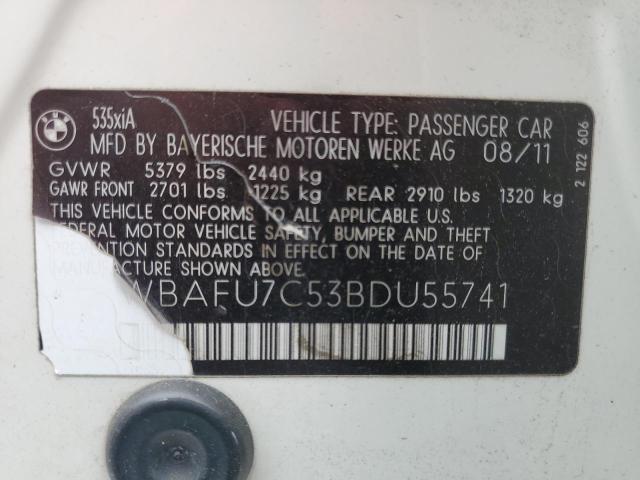 BMW
535xiA
VEHICLE TYPE: PASSENGER CAR
MFD BY BAYERISCHE MOTOREN WERKE AG 08/11
GVWR 5379 lbs 2440 kg
GAWR FRONT 2701 lbs 1225 kg REAR 2910 lbs 1320 kg
THIS VEHICLE CONFORMS TO ALL APPLICABLE U.S.
FEDERAL MOTOR VEHICLE SAFETY, BUMPER AND THEFT
PREVENTION STANDARDS IN EFFECT ON THE DATE
MANUFACTURE SHOWN ABOVE.
WBAFU7C53BDU55741
2 122 606